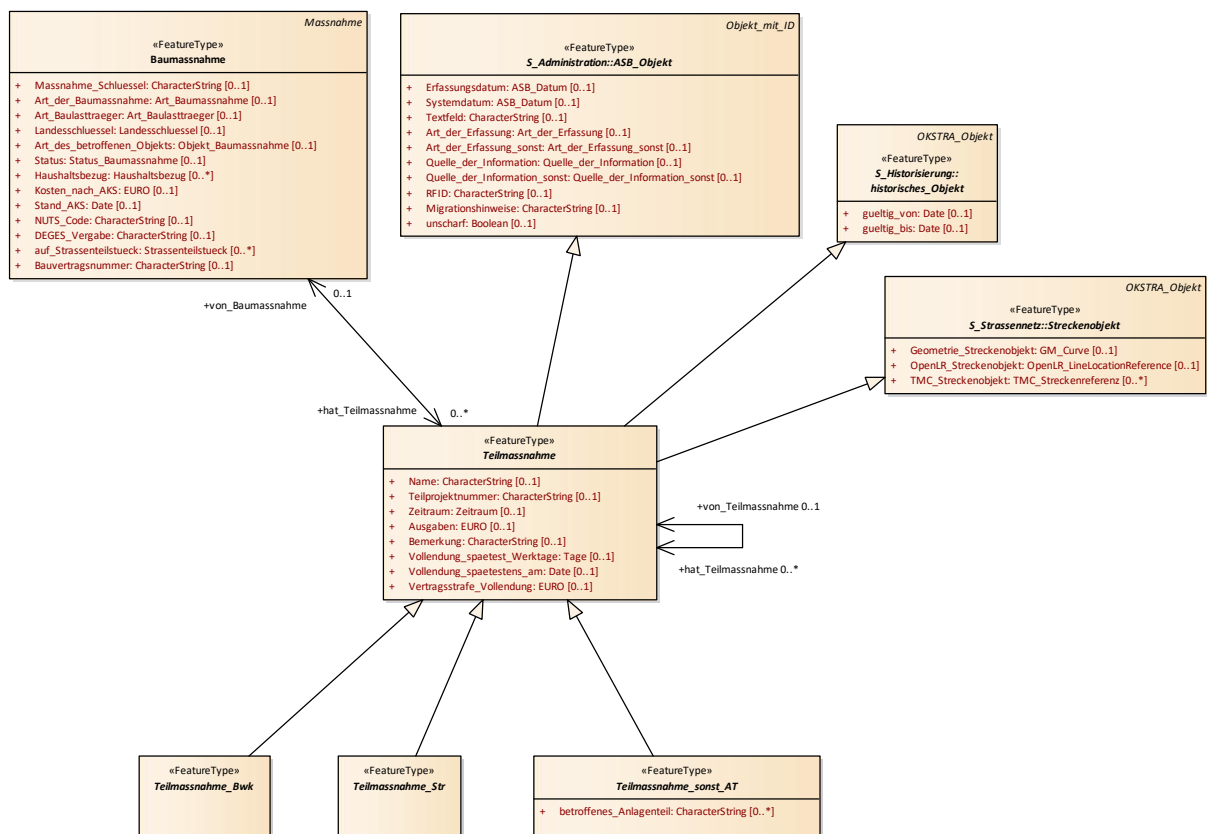 Massnahme
«FeatureType»
Baumassnahme
+ Massnahme_Schluessel: CharacterString [0..1]
+ Art_der_Baumassnahme: Art_Baumassnahme [0..1]
+ Art_Baulasttraeger: Art_Baulasttraeger [0..1]
+ Landesschluessel: Landesschluessel [0..1]
+ Art_des_betroffenen_Objekts: Objekt_Baumassnahme [0..1]
+ Status: Status_Baumassnahme [0..1]
+ Haushaltsbezug: Haushaltsbezug [0..*]
+ Kosten_nach_AKS: EURO [0..1]
+ Stand_AKS: Date [0..1]
+ NUTS_Code: CharacterString [0..1]
+ DEGES_Vergabe: CharacterString [0..1]
+ auf_Strassenteilstueck: Strassenteilstueck [0..*]
+ Bauvertragsnummer: CharacterString [0..1]
Objekt_mit_ID
«FeatureType»
S_Administration::ASB_Objekt
+ Erfassungsdatum: ASB_Datum [0..1]
+ Systemdatum: ASB_Datum [0..1]
+ Textfeld: CharacterString [0..1]
+ Art_der_Erfassung: Art_der_Erfassung [0..1]
+ Art_der_Erfassung_sonst: Art_der_Erfassung_sonst [0..1]
+ Quelle_der_Information: Quelle_der_Information [0..1]
+ Quelle_der_Information_sonst: Quelle_der_Information_sonst [0..1]
+ RFID: CharacterString [0..1]
+ Migrationshinweise: CharacterString [0..1]
+ unscharf: Boolean [0..1]
OKSTRA_Objekt
«FeatureType»
S_Historisierung::
historisches_Objekt
+ gueltig_von: Date [0..1]
+ gueltig_bis: Date [0..1]
OKSTRA_Objekt
«FeatureType»
S_Strassennetz::Streckenobjekt
+ Geometrie_Streckenobjekt: GM_Curve [0..1]
+ OpenLR_Streckenobjekt: OpenLR_LineLocationReference [0..1]
+ TMC_Streckenobjekt: TMC_Streckenreferenz [0..*]
0..1
+von_Baumassnahme
+hat_Teilmassnahme
0..*
«FeatureType»
Teilmassnahme
+ Name: CharacterString [0..1]
+ Teilprojektnummer: CharacterString [0..1]
+ Zeitraum: Zeitraum [0..1]
+ Ausgaben: EURO [0..1]
+ Bemerkung: CharacterString [0..1]
+ Vollendung_spaetest_Werktage: Tage [0..1]
+ Vollendung_spaetestens_am: Date [0..1]
+ Vertragsstrafe_Vollendung: EURO [0..1]
+von_Teilmassnahme 0..1
+hat_Teilmassnahme 0..*
«FeatureType»
Teilmassnahme_Bwk
«FeatureType»
Teilmassnahme_Str
«FeatureType»
Teilmassnahme_sonst_AT
+ betroffenes_Anlagenteil: CharacterString [0..*]